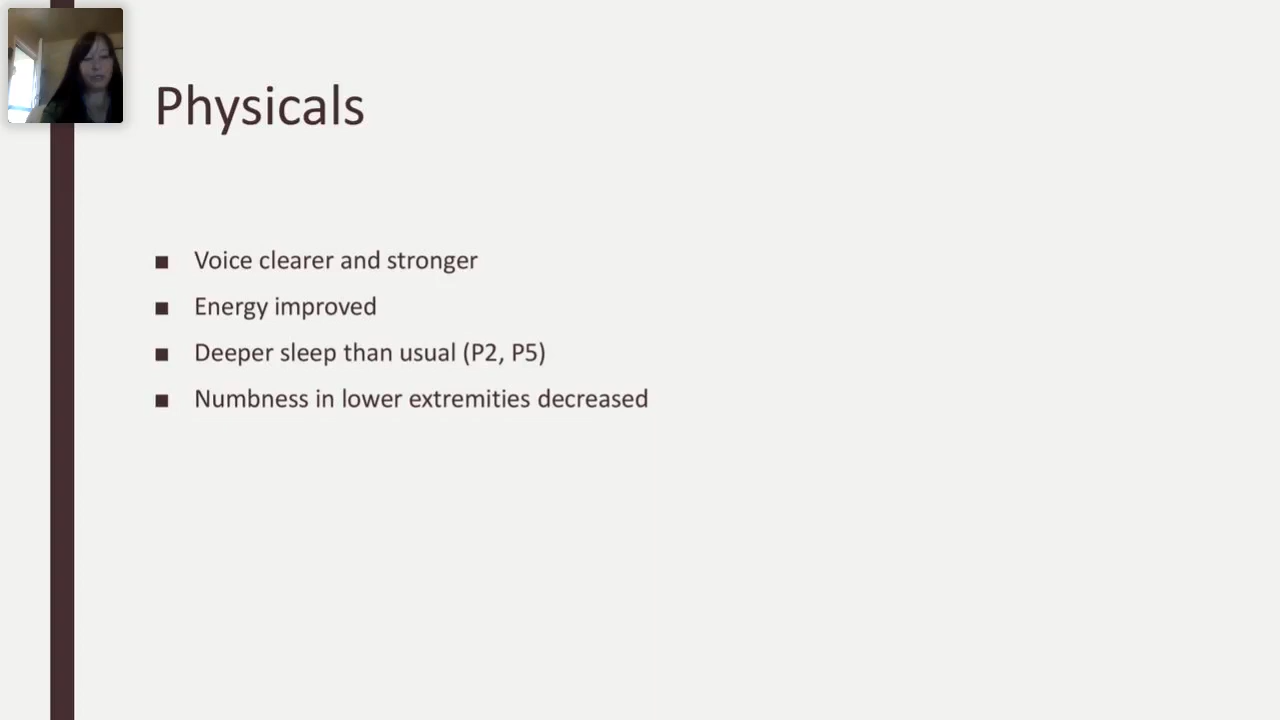 Physicals
■ Voice clearer and stronger
■ Energy improved
■ Deeper sleep than usual (P2, P5)
■ Numbness in lower extremities decreased